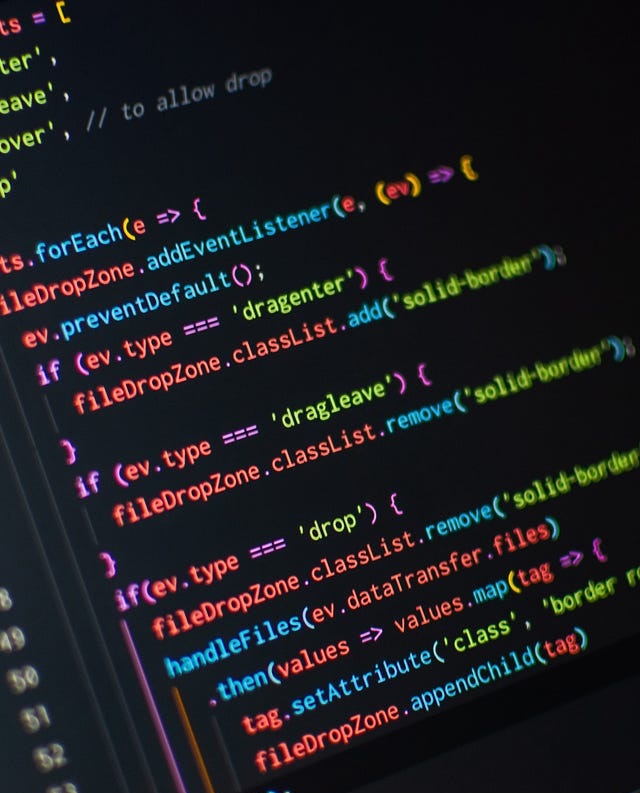 ts = [
ter',
eave',
over', // to allow drop
p'
ts.forEach(e => {
ileDropZone.addEventListener(e, (ev) => {
ev.preventDefault();
if (ev.type === 'dragenter') {
fileDropZone.classList.add('solid-border');
}
if (ev.type === 'dragleave') {
fileDropZone.classList.remove('solid-border');
}
if(ev.type === 'drop') {
fileDropZone.classList.remove('solid-border
handleFiles(ev.dataTransfer.files)
49 .then(values => values.map(tag => {
50 tag.setAttribute('class', 'border ro
51 fileDropZone.appendChild(tag)
52